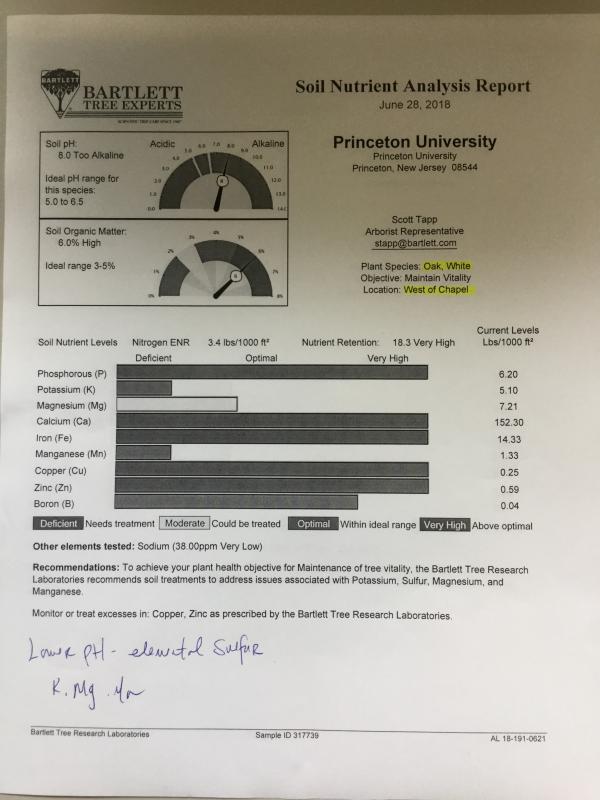 BARTLETT
BARTLETT
TREE EXPERTS
SCIENTIFIC TREE CARE SINCE 1907
Soil Nutrient Analysis Report
June 28, 2018
Soil pH:
8.0 Too Alkaline
Ideal pH range for
this species:
5.0 to 6.5
Acidic
Alkaline
0.0 1.0 2.0 3.0 4.0 5.0 6.0 7.0 8.0 9.0 10.0 11.0 12.0 13.0 14.0
Princeton University
Princeton University
Princeton, New Jersey 08544
Soil Organic Matter:
6.0% High
Ideal range 3-5%
0% 1% 2% 3% 4% 5% 6% 7% 8%
Scott Tapp
Arborist Representative
stapp@bartlett.com
Plant Species: Oak, White
Objective: Maintain Vitality
Location: West of Chapel
Soil Nutrient Levels Nitrogen ENR 3.4 lbs/1000 ft² Nutrient Retention: 18.3 Very High
Current Levels
Lbs/1000 ft²
Deficient Optimal Very High
Phosphorous (P) 6.20
Potassium (K) 5.10
Magnesium (Mg) 7.21
Calcium (Ca) 152.30
Iron (Fe) 14.33
Manganese (Mn) 1.33
Copper (Cu) 0.25
Zinc (Zn) 0.59
Boron (B) 0.04
Deficient Needs treatment Moderate Could be treated Optimal Within ideal range Very High Above optimal
Other elements tested: Sodium (38.00ppm Very Low)
Recommendations: To achieve your plant health objective for Maintenance of tree vitality, the Bartlett Tree Research
Laboratories recommends soil treatments to address issues associated with Potassium, Sulfur, Magnesium, and
Manganese.
Monitor or treat excesses in: Copper, Zinc as prescribed by the Bartlett Tree Research Laboratories.
Lower pH - elemental Sulfur
K. Mg. Mn
Bartlett Tree Research Laboratories Sample ID 317739 AL 18-191-0621